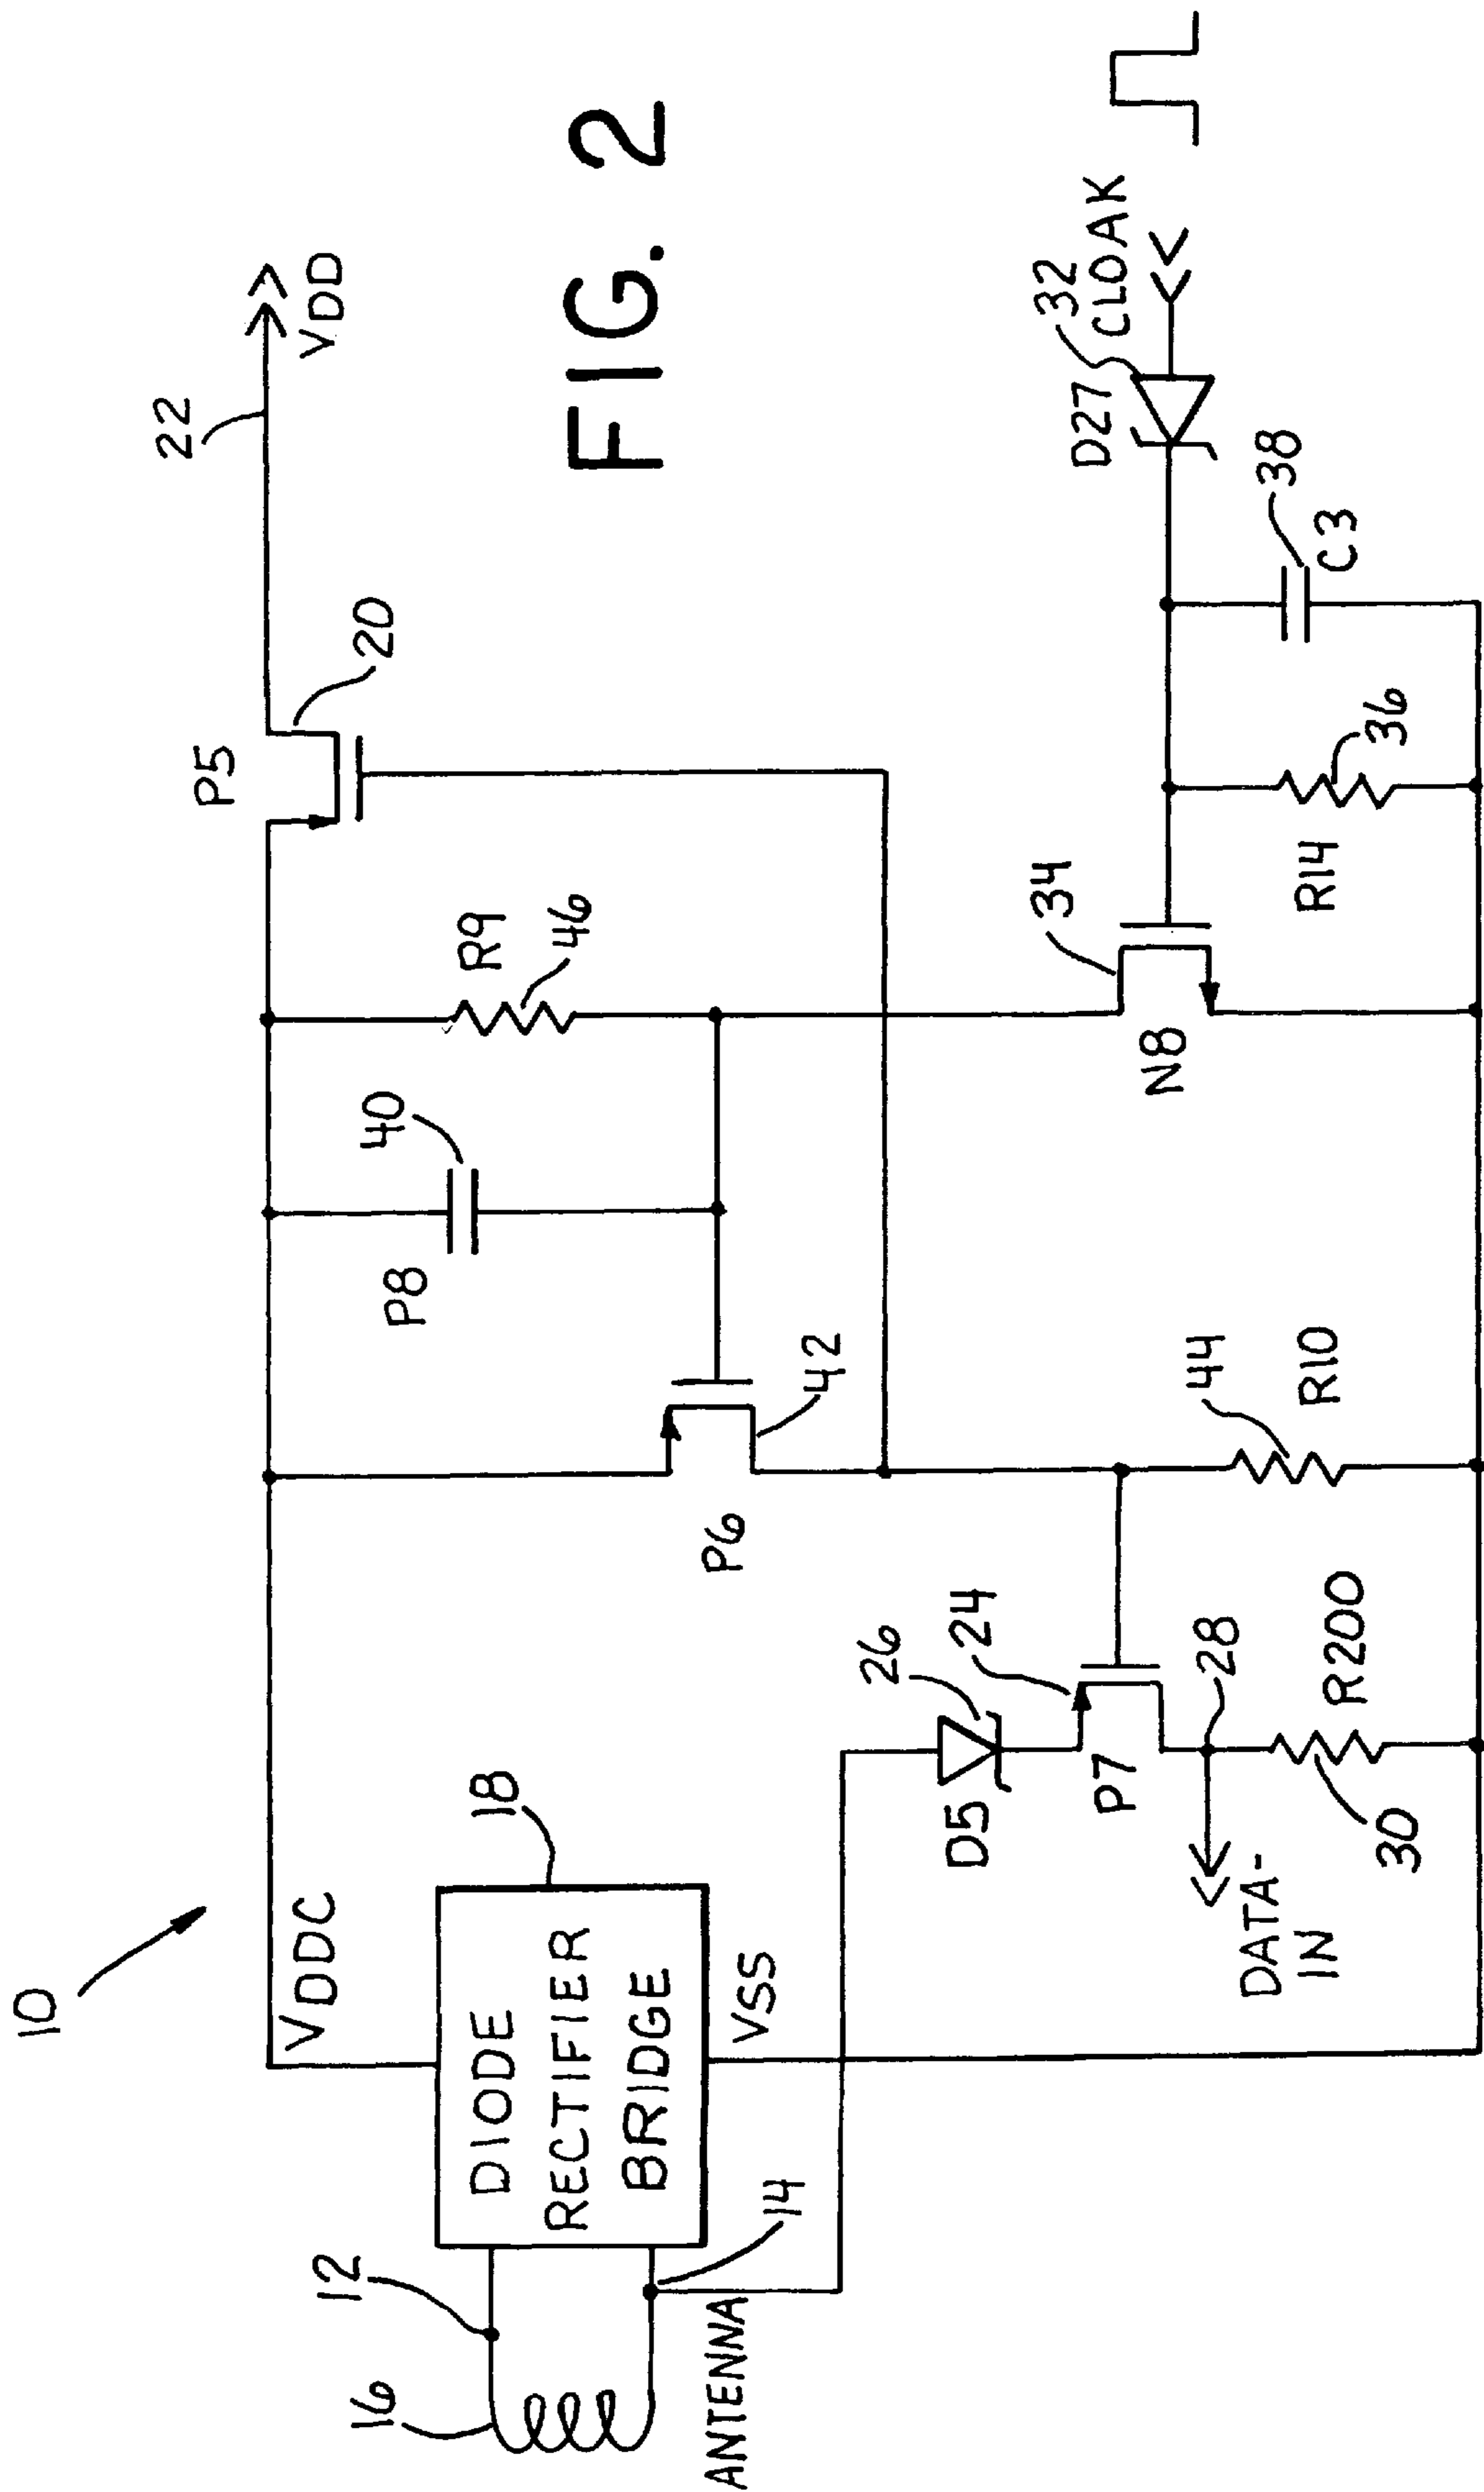 10
VDDC
22
VDD
P5
20
R9
46
40
P8
P6
42
18
DIODE
RECTIFIER
BRIDGE
VSS
12
16
14
ANTENNA
FIG. 2
D5
26
24
P7
28
DATA-
IN
30
R200
44
R10
34
N8
R14
36
38
C3
D27
32
CLOAK